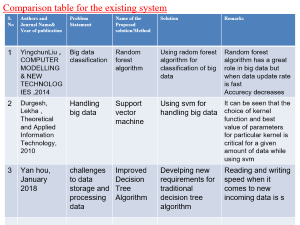 Comparison table for the existing system
S. No
Authors and Journal Name& Year of publication
Problem Statement
Name of the Proposed solution/Method
Solution
Remarks
1
YingchunLiu ,
COMPUTER
MODELLING
& NEW
TECHNOLOG
IES ,2014
Big data
classification
Random
forest
algorithm
Using radom forest
algorithm for
classification of big
data
Random forest
algorithm has a great
role in big data but
when data update rate
is fast
Accurency decreases
2
Durgesh,
Lekha ,
Theoretical
and Applied
Information
Technology,
2010
Handling
big data
Support
vector
machine
Using svm for
handling big data
It can be seen that the
choice of kernel
function and best
value of parameters
for particular kernel is
critical for a given
amount of data while
using svm
3
Yan hou,
January
2018
challenges
to data
storage and
processing
data
Improved
Decision
Tree
Algorithm
Develping new
requirements for
traditional
decision tree
algorithm
Reading and writing
speed when it
comes to new
incoming data is s